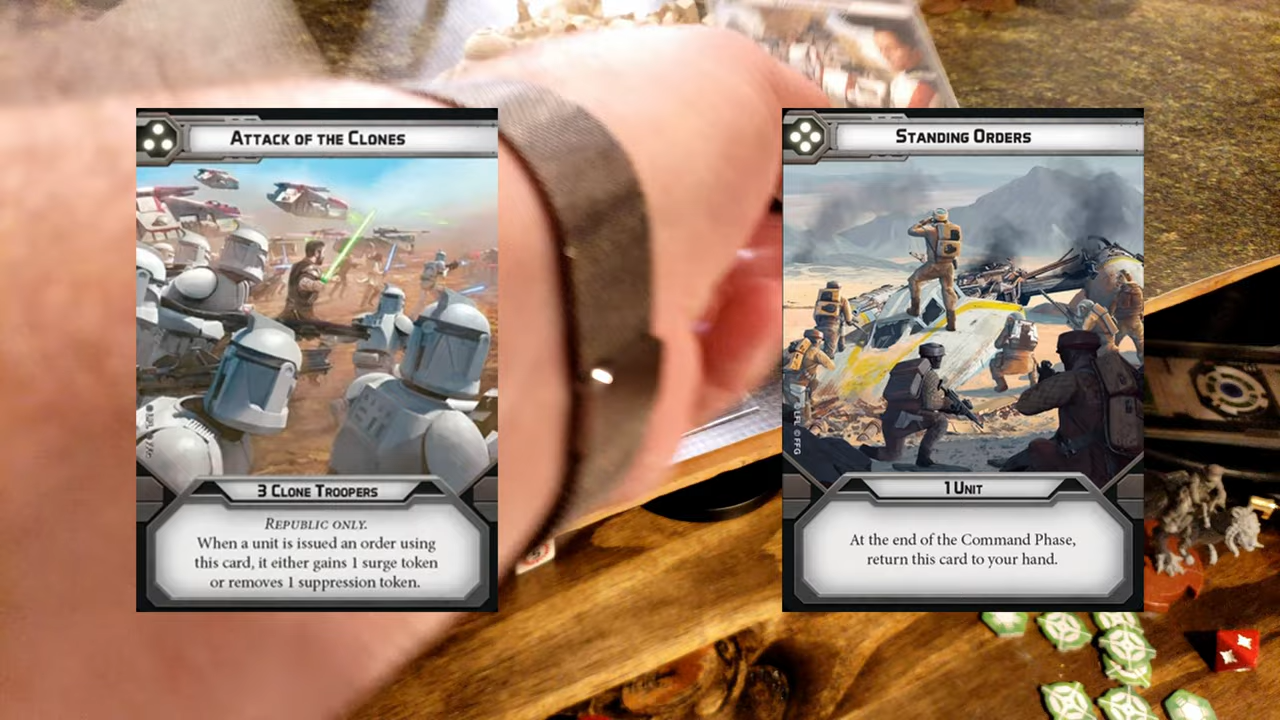 Attack of the Clones
3 Clone Troopers
Republic only.
When a unit is issued an order using
this card, it either gains 1 surge token
or removes 1 suppression token.
Standing Orders
© LFL © FFG
1 Unit
At the end of the Command Phase,
return this card to your hand.